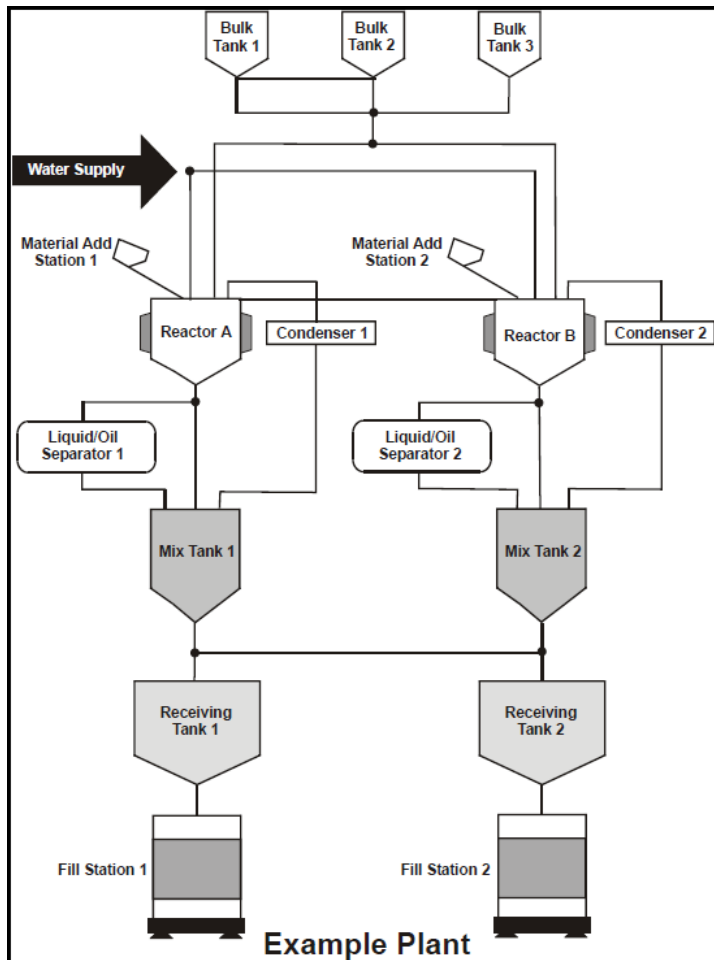 Bulk
Tank 1
Bulk
Tank 2
Bulk
Tank 3
Water Supply
Material Add
Station 1
Material Add
Station 2
Reactor A
Condenser 1
Reactor B
Condenser 2
Liquid/Oil
Separator 1
Liquid/Oil
Separator 2
Mix Tank 1
Mix Tank 2
Receiving
Tank 1
Receiving
Tank 2
Fill Station 1
Fill Station 2
Example Plant